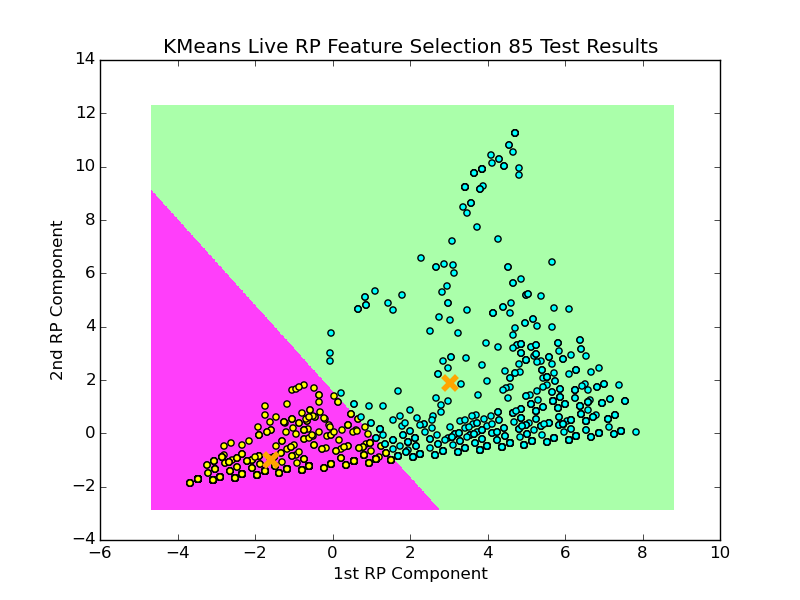 KMeans Live RP Feature Selection 85 Test Results
14
12
10
8
6
4
2
0
−2
−4
2nd RP Component
−6 −4 −2 0 2 4 6 8 10
1st RP Component